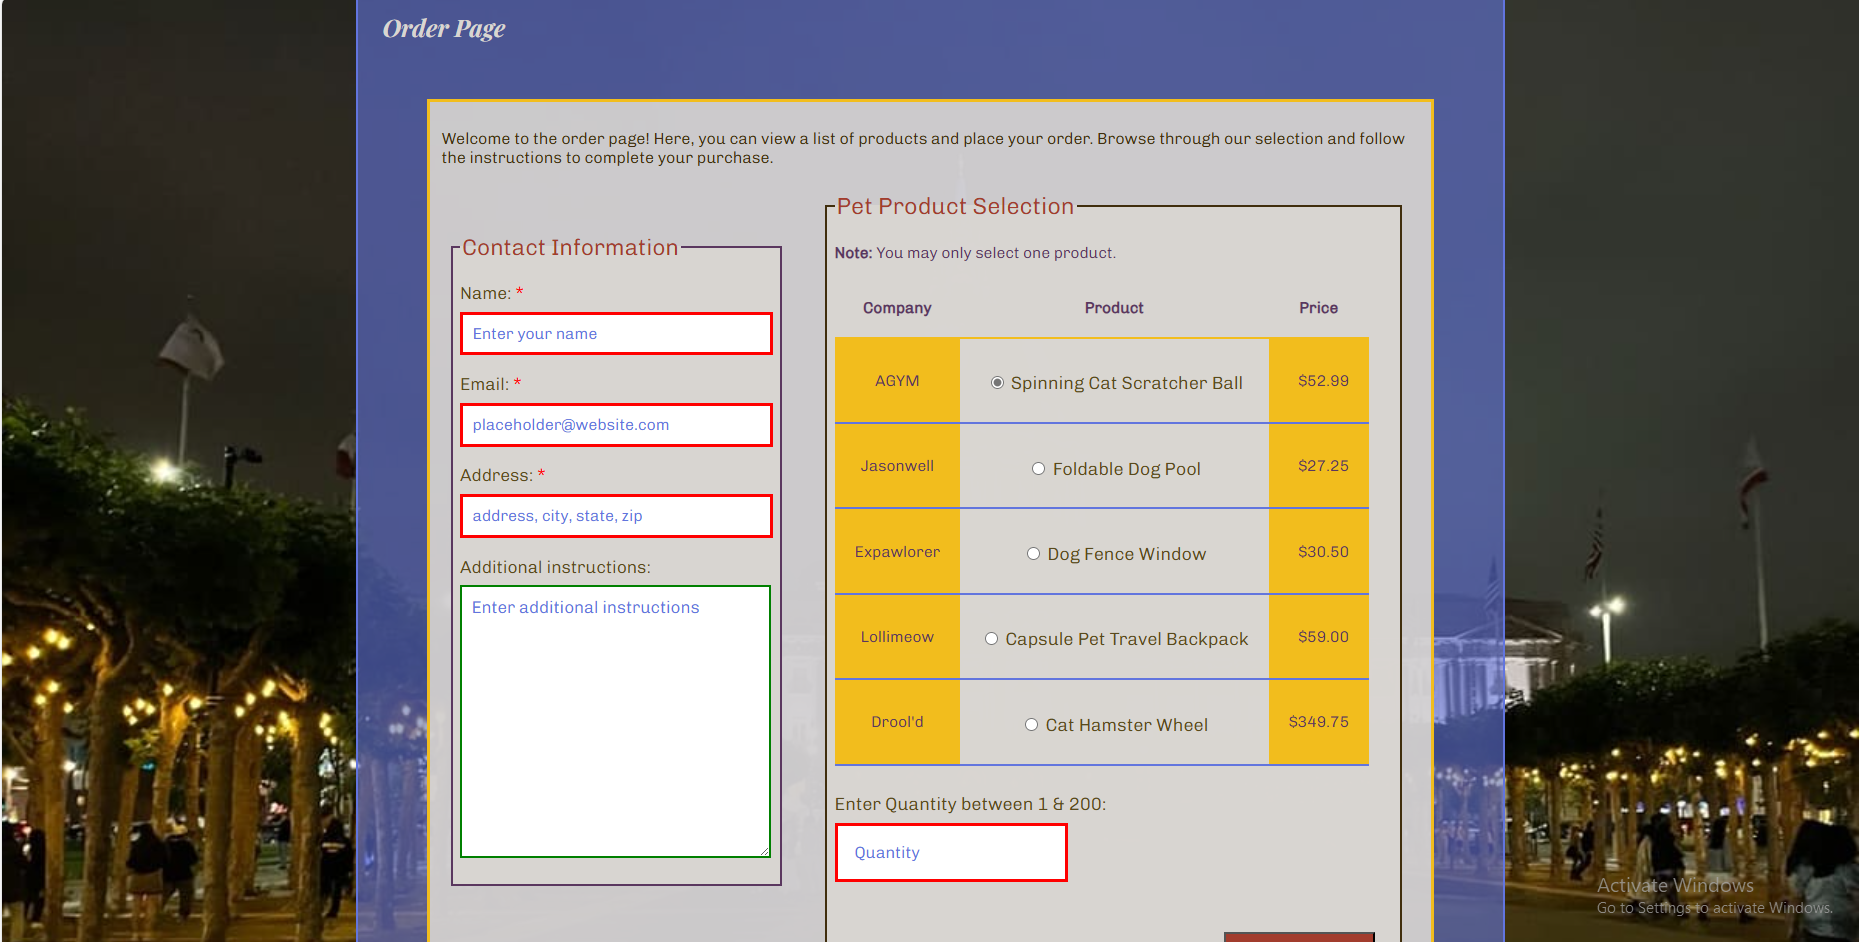 Order Page
Welcome to the order page! Here, you can view a list of products and place your order. Browse through our selection and follow
the instructions to complete your purchase.
Contact Information
Name: *
Enter your name
Email: *
placeholder@website.com
Address: *
address, city, state, zip
Additional instructions:
Enter additional instructions
Pet Product Selection
Note: You may only select one product.
Company Product Price
AGYM Spinning Cat Scratcher Ball $52.99
Jasonwell Foldable Dog Pool $27.25
Expawlorer Dog Fence Window $30.50
Lollimeow Capsule Pet Travel Backpack $59.00
Drool'd Cat Hamster Wheel $349.75
Enter Quantity between 1 & 200:
Quantity
Activate Windows
Go to Settings to activate Windows.